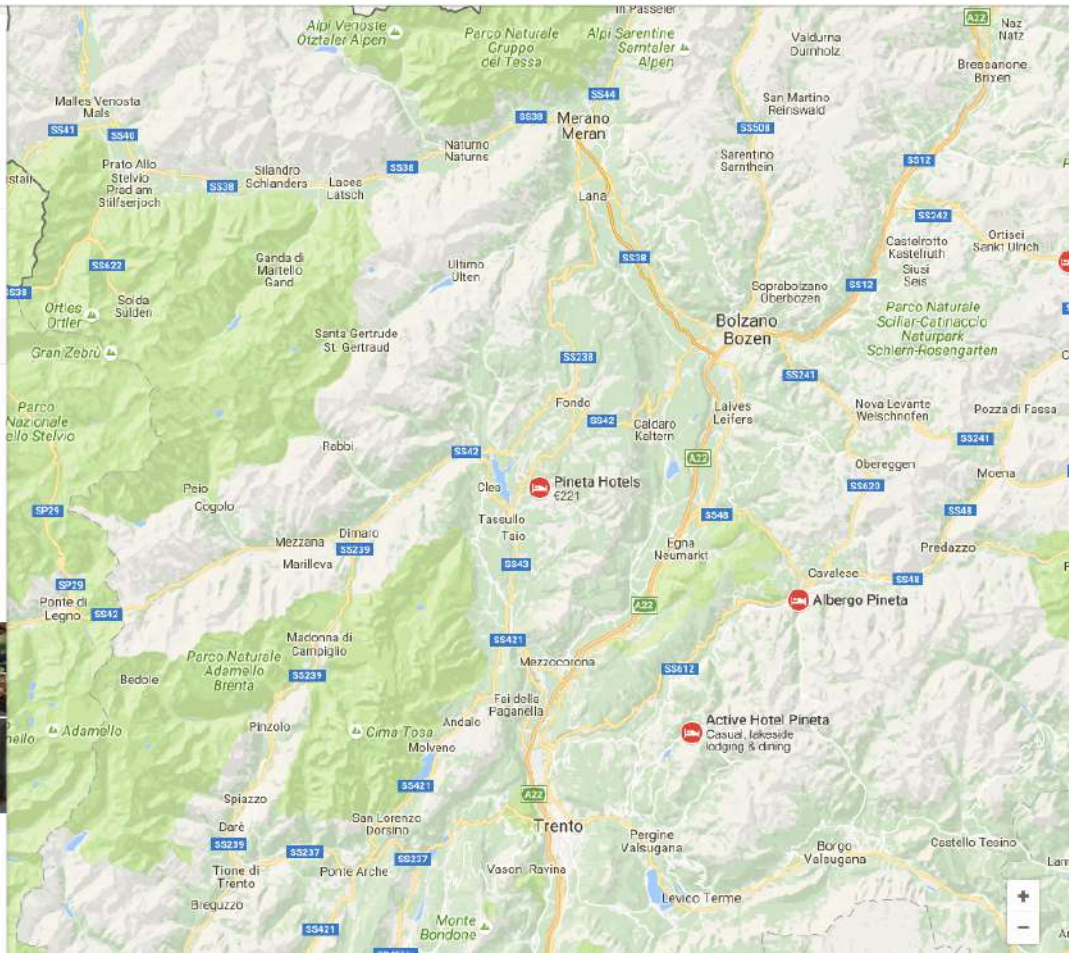 In Passeier
A22
Naz
Natz
Alpi Venoste
Ötztaler Alpen
Parco Naturale
Gruppo
del Tessa
Alpi Sarentine
Sarntaler
Alpen
Valdurna
Durnholz
Bressanone
Brixen
Malles Venosta
Mals
SS44
San Martino
Reinswald
SS41
SS40
SS38
Merano
Meran
SS508
Naturno
Naturns
Sarentino
Sarnthein
SS12
Prato Allo
Stelvio
Prad am
Stilfserjoch
Silandro
Schlanders
SS38
Laces
Latsch
SS38
Lana
SS242
Castelrotto
Kastelruth
Ortisei
Sankt Ulrich
SS622
Ganda di
Martello
Gand
Ultimo
Ulten
SS38
Siusi
Seis
SS12
Soprabolzano
Oberbozen
SS38
Ortles
Ortler
Solda
Sulden
Santa Gertrude
St. Gertraud
Bolzano
Bozen
Parco Naturale
Sciliar-Catinaccio
Naturpark
Schlern-Rosengarten
Gran Zebrù
SS238
SS241
Parco
Nazionale
ello Stelvio
Fondo
SS42
Caldaro
Kaltern
Laives
Leifers
Nova Levante
Welschnofen
Pozza di Fassa
SS241
Rabbi
SS42
A22
Obereggen
Moena
Peio
Cogolo
Cles
Pineta Hotels
€221
SS620
SP29
Tassullo
Taio
SS48
SS48
Mezzana
Dimaro
SS239
Marilleva
Egna
Neumarkt
Predazzo
SS43
Cavalese
SS48
SP29
Ponte di
Legno
SS42
A22
Albergo Pineta
Madonna di
Campiglio
SS421
Parco Naturale
Adamello
Brenta
SS239
Mezzocorona
SS612
Bedole
Fai della
Paganella
Adamello
Pinzolo
Cima Tosa
Andalo
Molveno
Active Hotel Pineta
Casual, lakeside
lodging & dining
SS421
A22
Spiazzo
Darè
San Lorenzo
Dorsino
Trento
SS239
SS237
SS237
Pergine
Valsugana
Borgo
Valsugana
Castello Tesino
Tione di
Trento
Ponte Arche
Vason
Ravina
Breguzzo
Levico Terme
SS421
Monte
Bondone
+
−